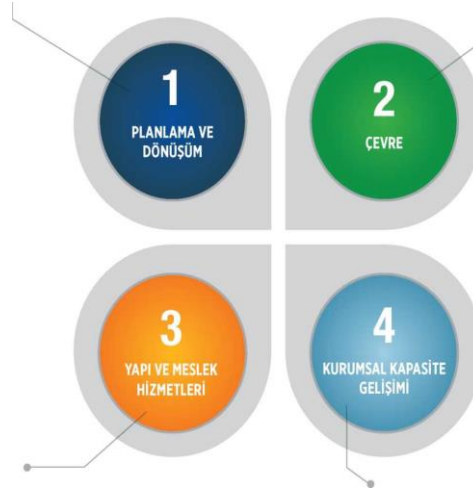 1
PLANLAMA VE
DÖNÜŞÜM
2
ÇEVRE
3
YAPI VE MESLEK
HİZMETLERİ
4
KURUMSAL KAPASİTE
GELİŞİMİ